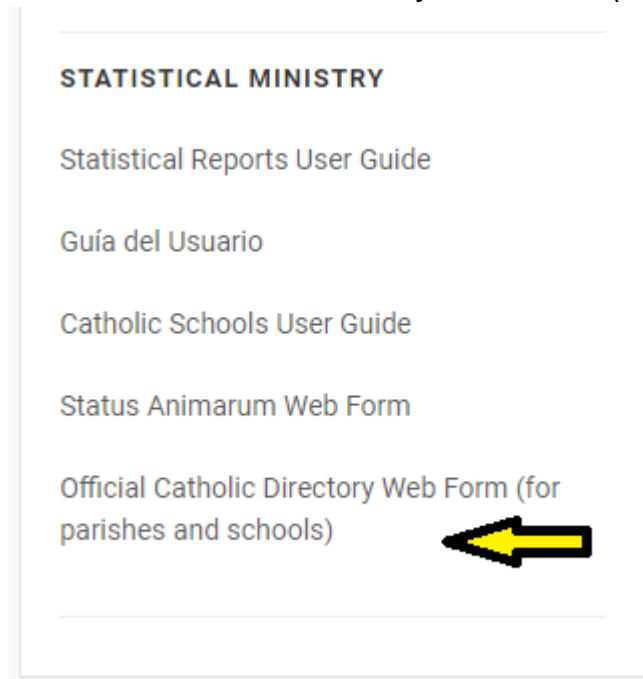 STATISTICAL MINISTRY
Statistical Reports User Guide
Guía del Usuario
Catholic Schools User Guide
Status Animarum Web Form
Official Catholic Directory Web Form (for
parishes and schools)